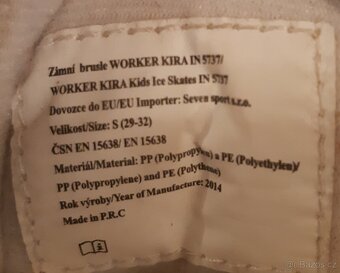 Zimní brusle WORKER KIRA IN 5737/
WORKER KIRA Kids Ice Skates IN 5737
Dovozce do EU/EU Importer: Seven sport s.r.o.
Velikost/Size: S (29-32)
ČSN EN 15638/ EN 15638
Materiál/Material: PP (Polypropylen) a PE (Polyethylen)/
PP (Polypropylene) and PE (Polythene)
Rok výroby/Year of Manufacture: 2014
Made in P.R.C
Bazos.cz